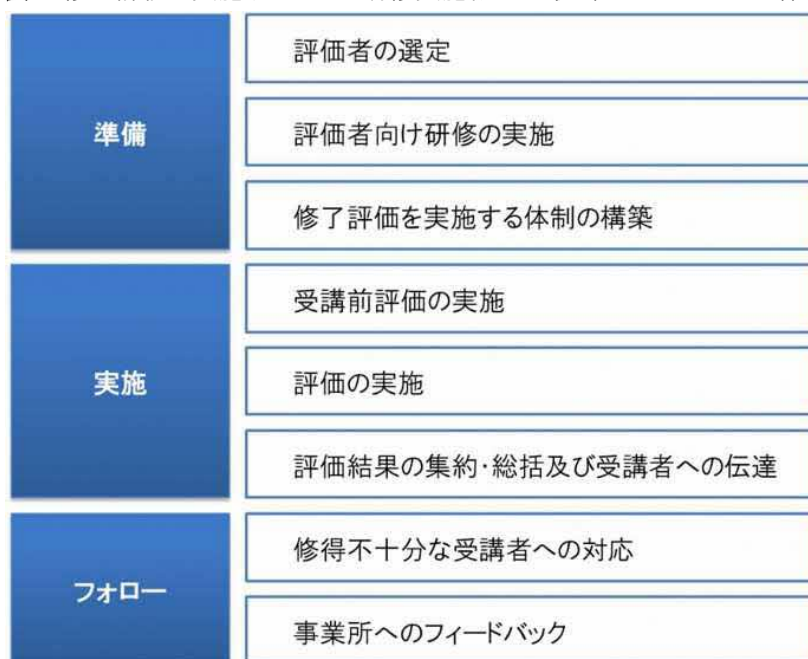 準備
評価者の選定
評価者向け研修の実施
修了評価を実施する体制の構築
実施
受講前評価の実施
評価の実施
評価結果の集約・総括及び受講者への伝達
フォロー
修得不十分な受講者への対応
事業所へのフィードバック